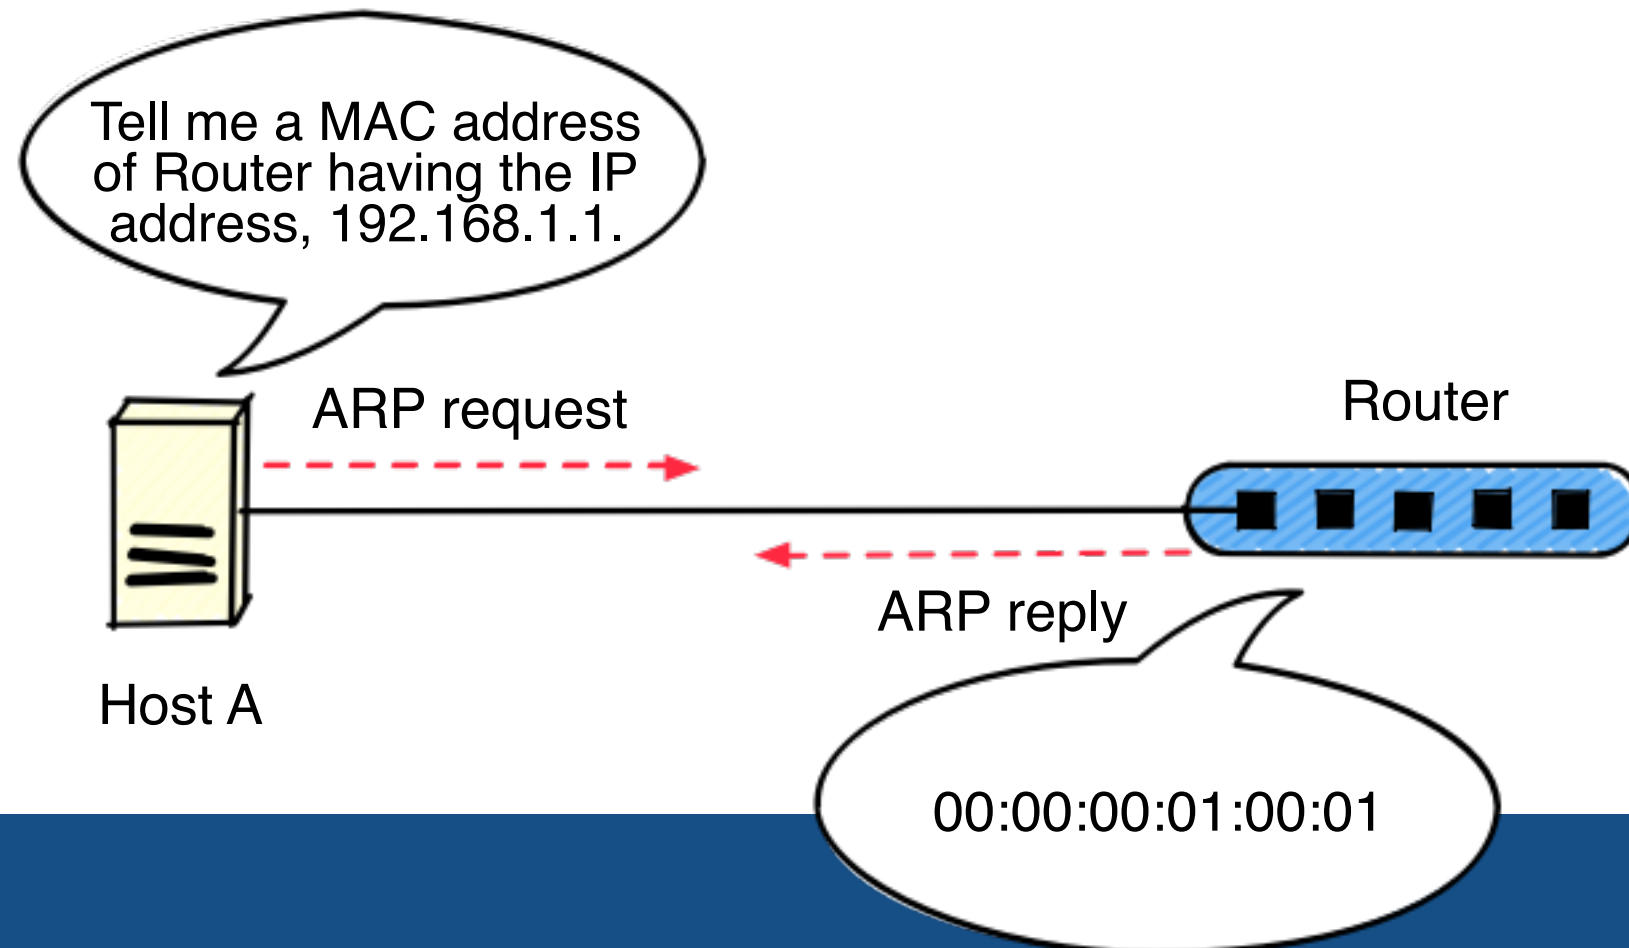 Tell me a MAC address
of Router having the IP
address, 192.168.1.1.
ARP request
Router
ARP reply
Host A
00:00:00:01:00:01